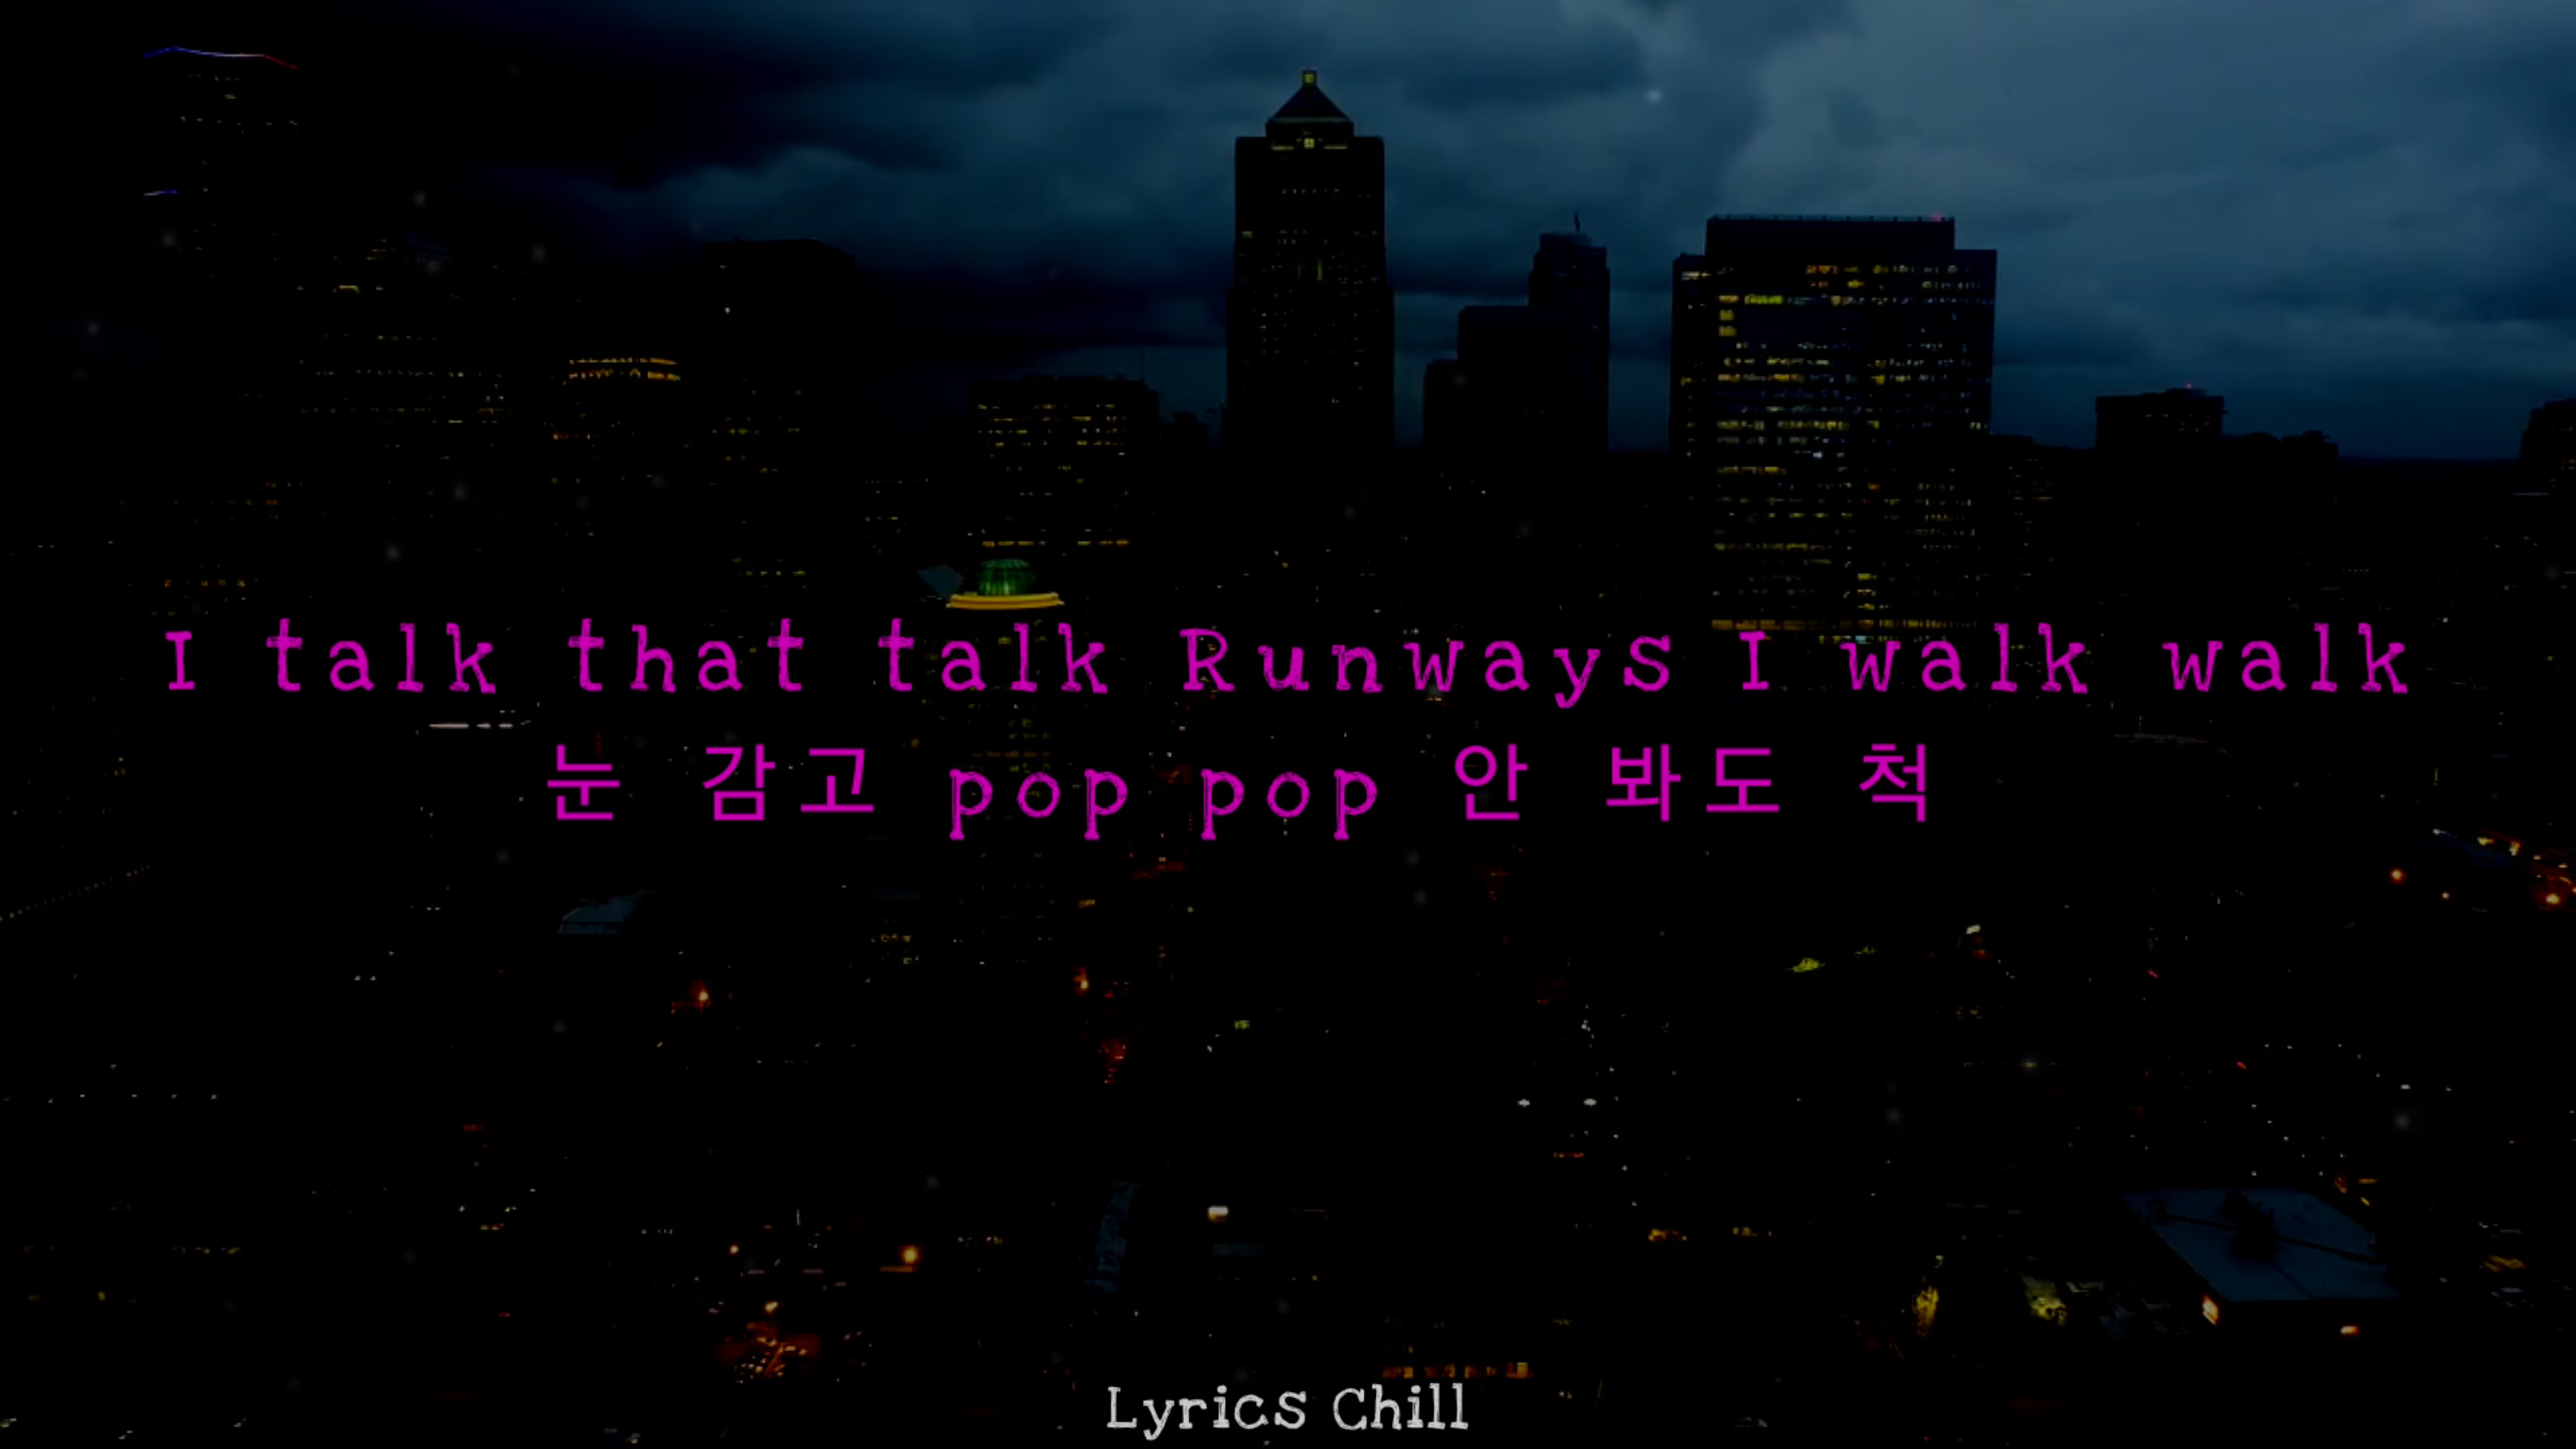 I talk that talk Runways I walk walk
눈 감고 pop pop 안 봐도 척
Lyrics Chill